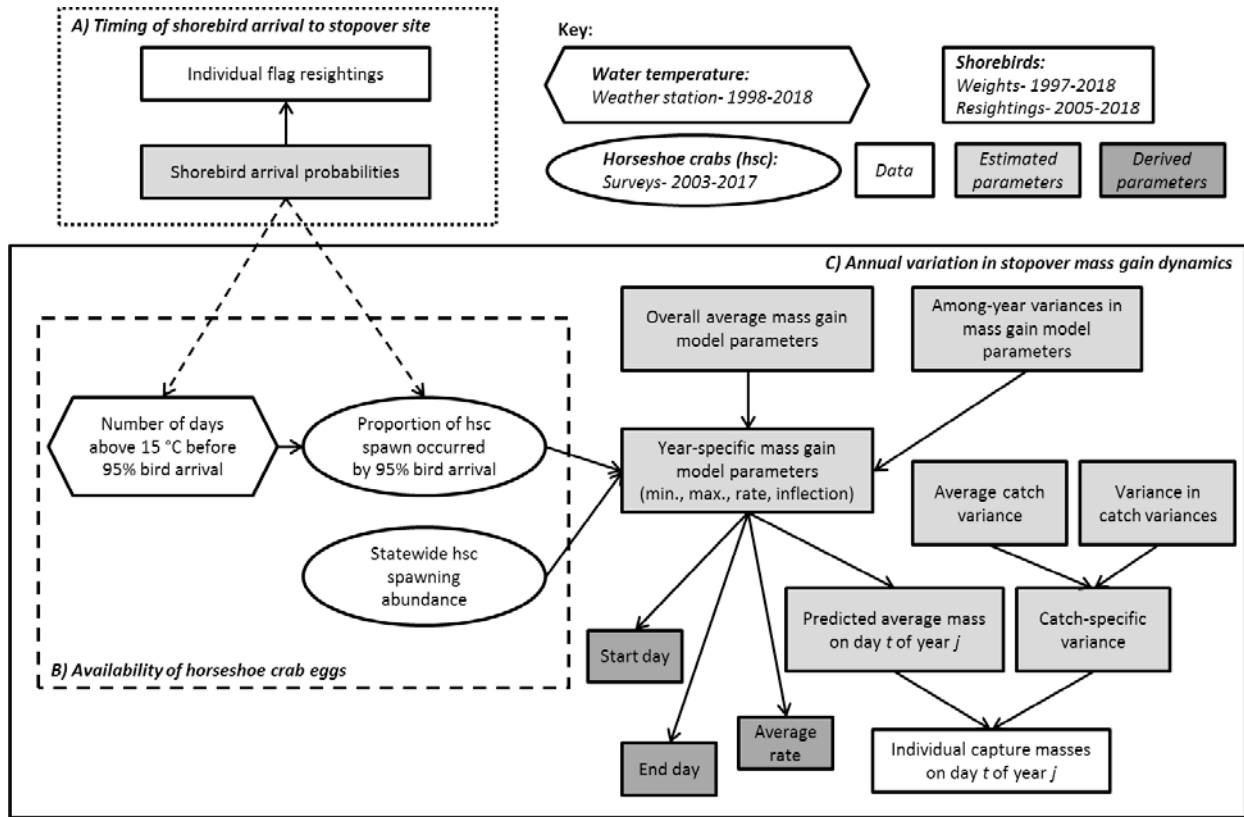 A) Timing of shorebird arrival to stopover site
Individual flag resightings
Shorebird arrival probabilities
Key:
Water temperature:
Weather station- 1998-2018
Shorebirds:
Weights- 1997-2018
Resightings- 2005-2018
Horseshoe crabs (hsc):
Surveys- 2003-2017
Data
Estimated
parameters
Derived
parameters
C) Annual variation in stopover mass gain dynamics
Overall average mass gain
model parameters
Among-year variances in
mass gain model
parameters
Number of days
above 15 °C before
95% bird arrival
Proportion of hsc
spawn occurred
by 95% bird arrival
Year-specific mass gain
model parameters
(min., max., rate, inflection)
Average catch
variance
Variance in
catch variances
Statewide hsc
spawning
abundance
Predicted average mass
on day t of year j
Catch-specific
variance
Start day
B) Availability of horseshoe crab eggs
End day
Average
rate
Individual capture masses
on day t of year j